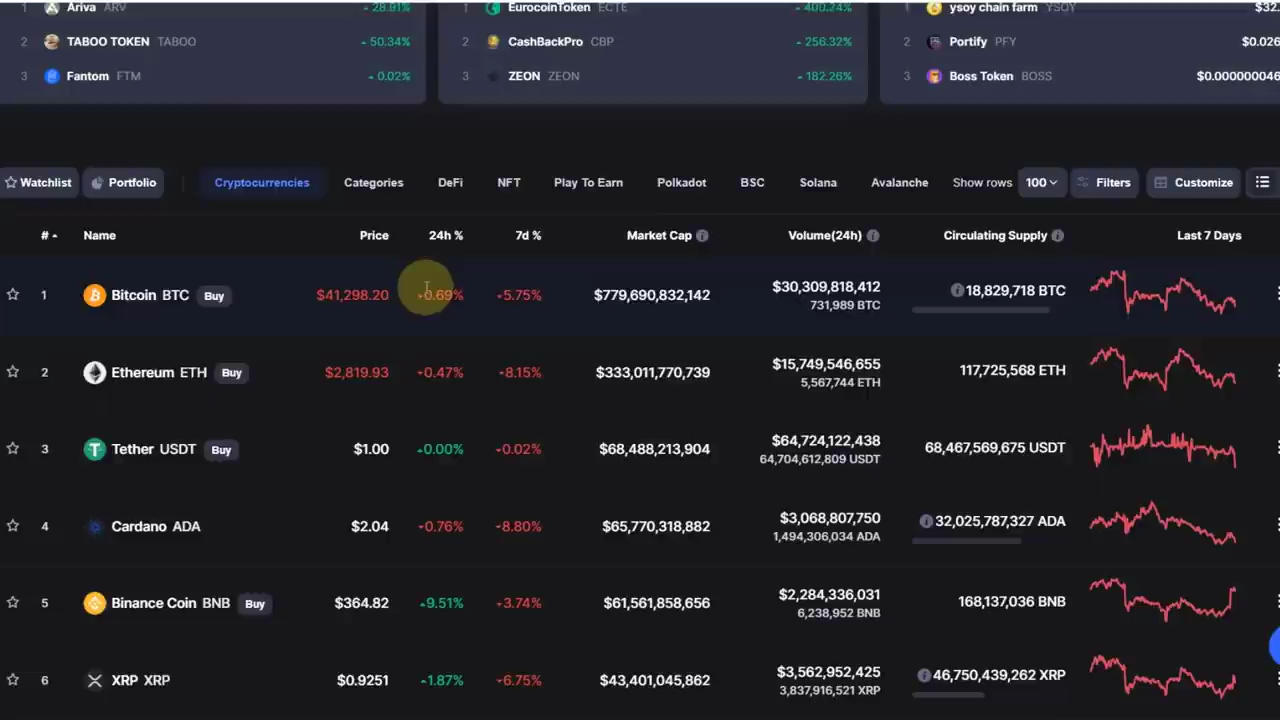 1 Ariva ARV 28.91% 1 EurocoinToken ECTE 400.24% 1 ysoy chain farm YSOY $32.
2 TABOO TOKEN TABOO 50.34% 2 CashBackPro CBP 256.32% 2 Portify PFY $0.026
3 Fantom FTM 0.02% 3 ZEON ZEON 182.26% 3 Boss Token BOSS $0.000000046
Watchlist Portfolio Cryptocurrencies Categories DeFi NFT Play To Earn Polkadot BSC Solana Avalanche Show rows 100 Filters Customize
# Name Price 24h % 7d % Market Cap Volume(24h) Circulating Supply Last 7 Days
1 Bitcoin BTC Buy $41,298.20 0.69% 5.75% $779,690,832,142 $30,309,818,412 18,829,718 BTC
731,989 BTC
2 Ethereum ETH Buy $2,819.93 0.47% 8.15% $333,011,770,739 $15,749,546,655 117,725,568 ETH
5,567,744 ETH
3 Tether USDT Buy $1.00 0.00% 0.02% $68,488,213,904 $64,724,122,438 68,467,569,675 USDT
64,704,612,809 USDT
4 Cardano ADA $2.04 0.76% 8.80% $65,770,318,882 $3,068,807,750 32,025,787,327 ADA
1,494,306,034 ADA
5 Binance Coin BNB Buy $364.82 9.51% 3.74% $61,561,858,656 $2,284,336,031 168,137,036 BNB
6,238,952 BNB
6 XRP XRP $0.9251 1.87% 6.75% $43,401,045,862 $3,562,952,425 46,750,439,262 XRP
3,837,916,521 XRP